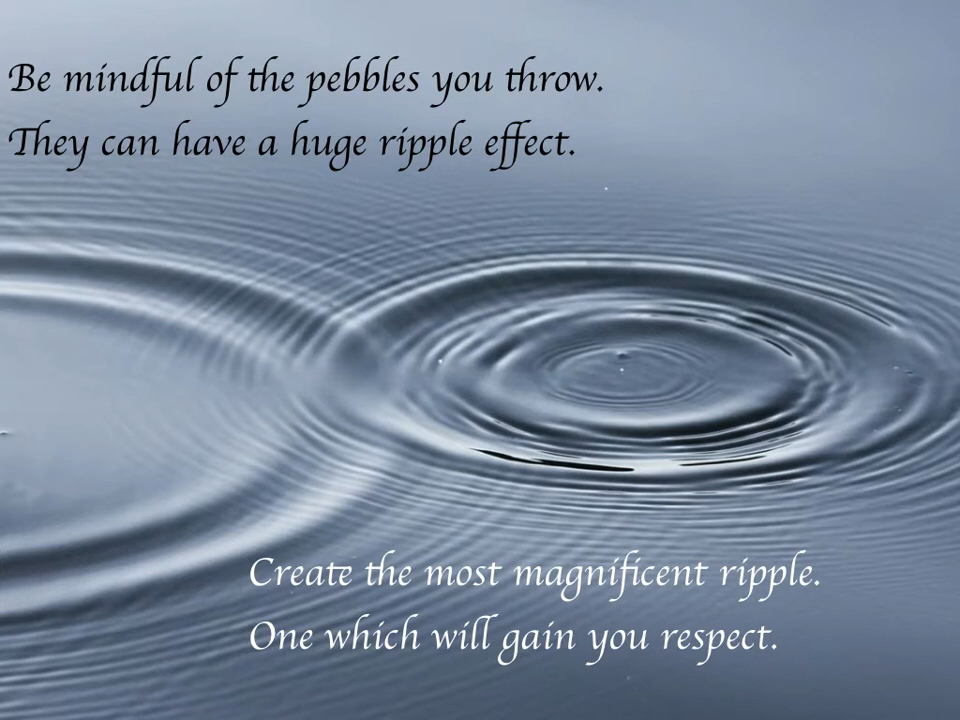 Be mindful of the pebbles you throw.
They can have a huge ripple effect.
Create the most magnificent ripple.
One which will gain you respect.